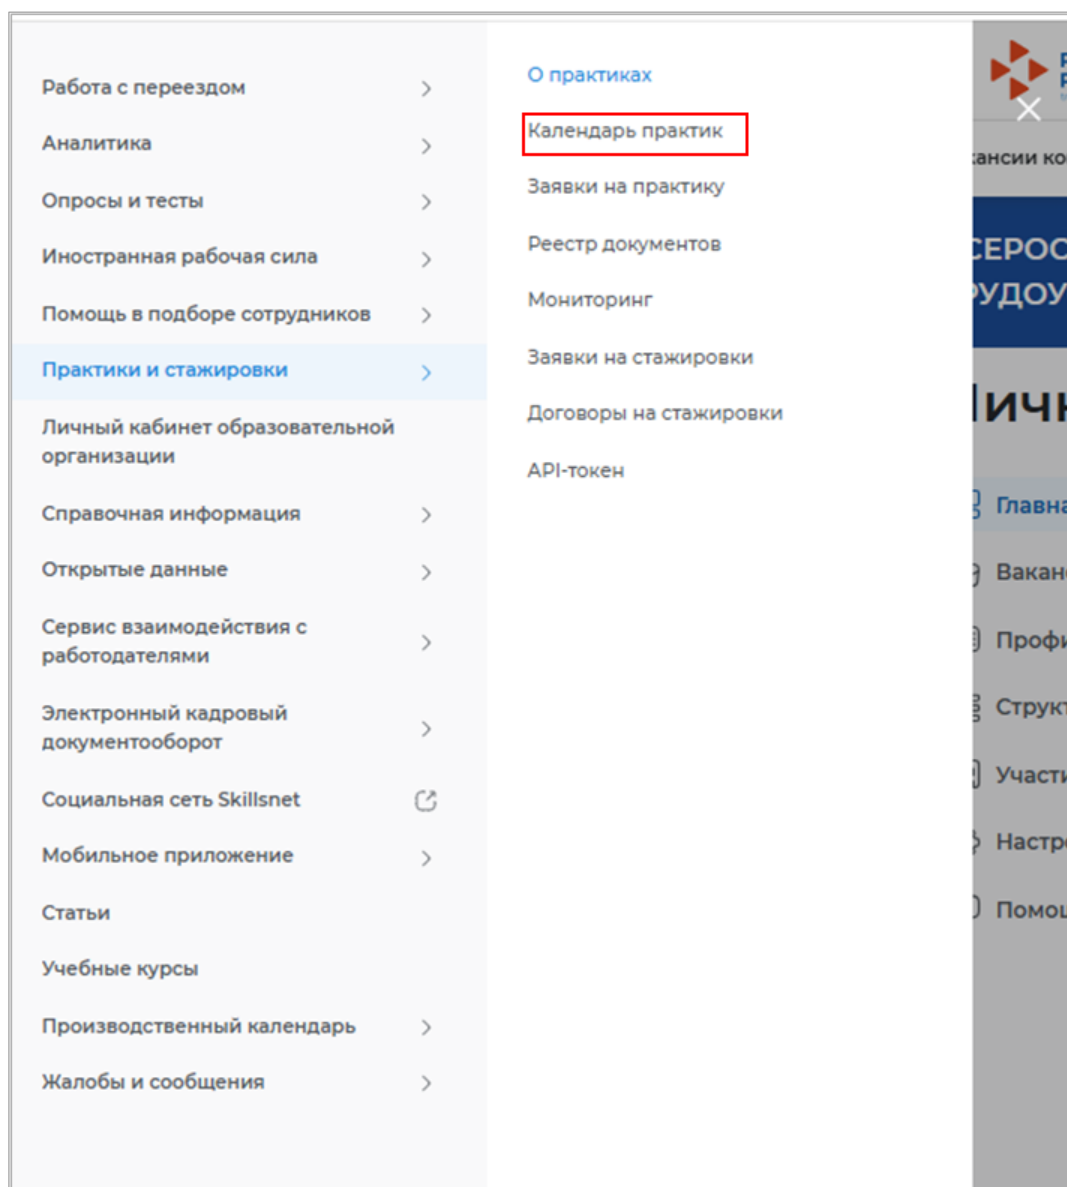 Работа с переездом
Аналитика
Опросы и тесты
Иностранная рабочая сила
Помощь в подборе сотрудников
Практики и стажировки
Личный кабинет образовательной
организации
Справочная информация
Открытые данные
Сервис взаимодействия с
работодателями
Электронный кадровый
документооборот
Социальная сеть Skillsnet
Мобильное приложение
Статьи
Учебные курсы
Производственный календарь
Жалобы и сообщения
О практиках
Календарь практик
Заявки на практику
Реестр документов
Мониторинг
Заявки на стажировки
Договоры на стажировки
API-токен